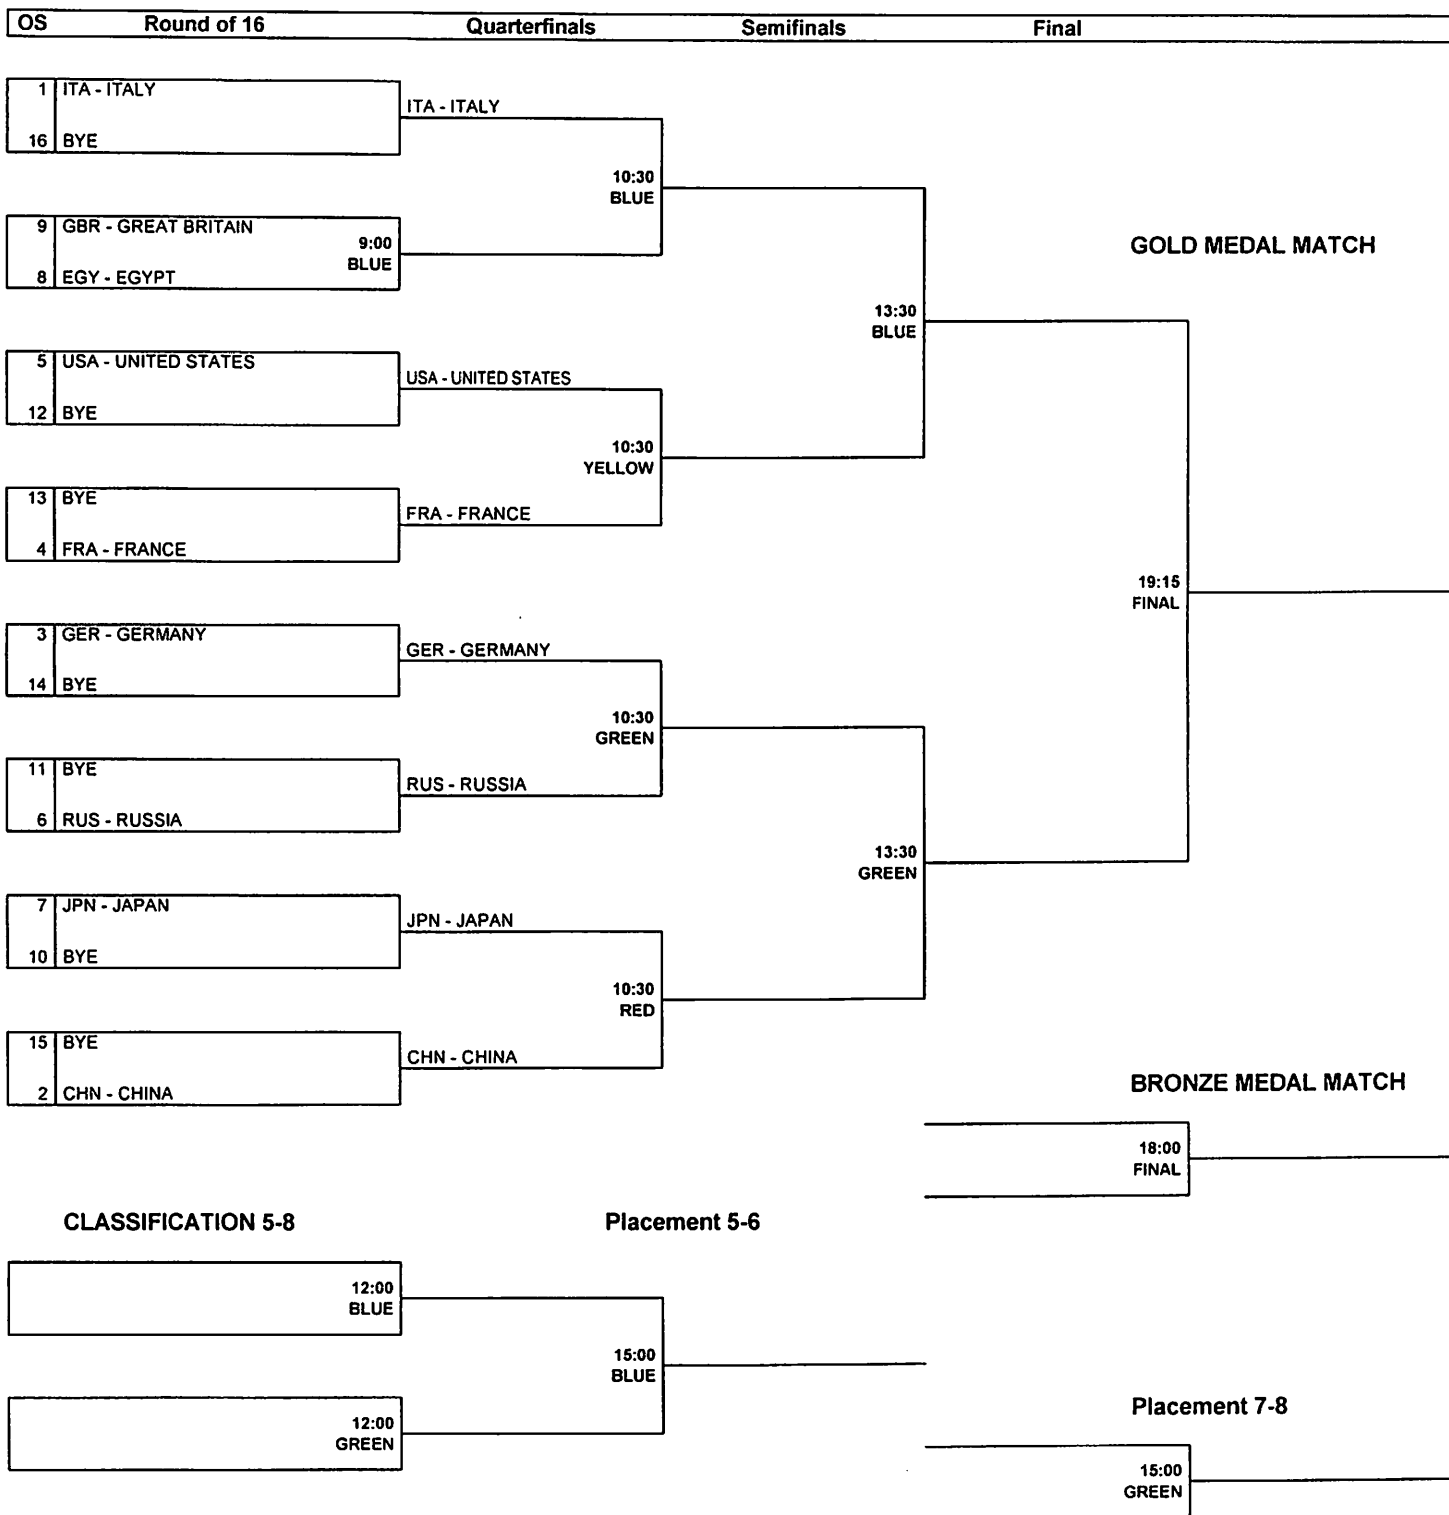 OS Round of 16 Quarterfinals Semifinals Final
1 ITA - ITALY
ITA - ITALY
16 BYE
10:30
BLUE
9 GBR - GREAT BRITAIN
9:00
BLUE
8 EGY - EGYPT
GOLD MEDAL MATCH
13:30
BLUE
5 USA - UNITED STATES
USA - UNITED STATES
12 BYE
10:30
YELLOW
13 BYE
FRA - FRANCE
4 FRA - FRANCE
19:15
FINAL
3 GER - GERMANY
GER - GERMANY
14 BYE
10:30
GREEN
11 BYE
RUS - RUSSIA
6 RUS - RUSSIA
13:30
GREEN
7 JPN - JAPAN
JPN - JAPAN
10 BYE
10:30
RED
15 BYE
CHN - CHINA
2 CHN - CHINA
BRONZE MEDAL MATCH
18:00
FINAL
CLASSIFICATION 5-8 Placement 5-6
12:00
BLUE
15:00
BLUE
12:00
GREEN
Placement 7-8
15:00
GREEN